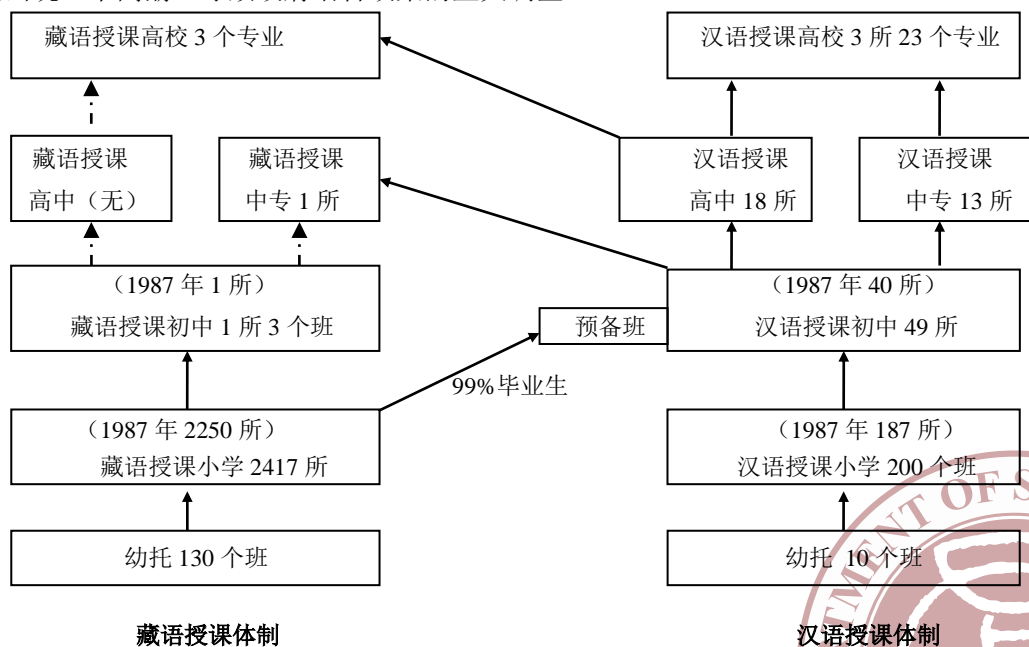 藏语授课高校 3 个专业
汉语授课高校 3 所 23 个专业
藏语授课
高中（无）
藏语授课
中专 1 所
汉语授课
高中 18 所
汉语授课
中专 13 所
（1987 年 1 所）
藏语授课初中 1 所 3 个班
预备班
（1987 年 40 所）
汉语授课初中 49 所
99%毕业生
（1987 年 2250 所）
藏语授课小学 2417 所
（1987 年 187 所）
汉语授课小学 200 个班
幼托 130 个班
幼托 10 个班
藏语授课体制
汉语授课体制
MENT OF S